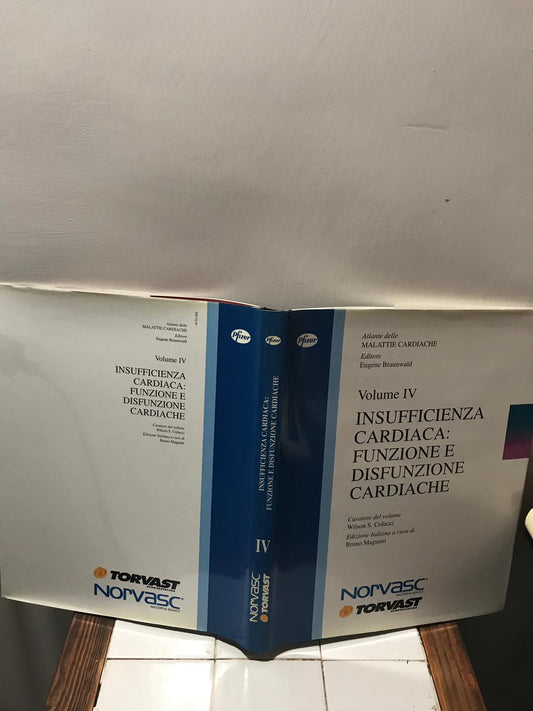 Atlante delle
MALATTIE CARDIACHE
Editore
Eugene Braunwald
Volume IV
INSUFFICIENZA
CARDIACA:
FUNZIONE E
DISFUNZIONE
CARDIACHE
Curatore del volume
Wilson S. Colucci
Edizione Italiana a cura di
Bruno Magnani
TORVAST
NORVASC®
Pfizer
Pfizer
INSUFFICIENZA CARDIACA:
FUNZIONE E DISFUNZIONE CARDIACHE
IV
NORVASC
TORVAST
Pfizer
Atlante delle
MALATTIE CARDIACHE
Editore
Eugene Braunwald
Volume IV
INSUFFICIENZA
CARDIACA:
FUNZIONE E
DISFUNZIONE
CARDIACHE
Curatore del volume
Wilson S. Colucci
Edizione Italiana a cura di
Bruno Magnani
NORVASC
TORVAST